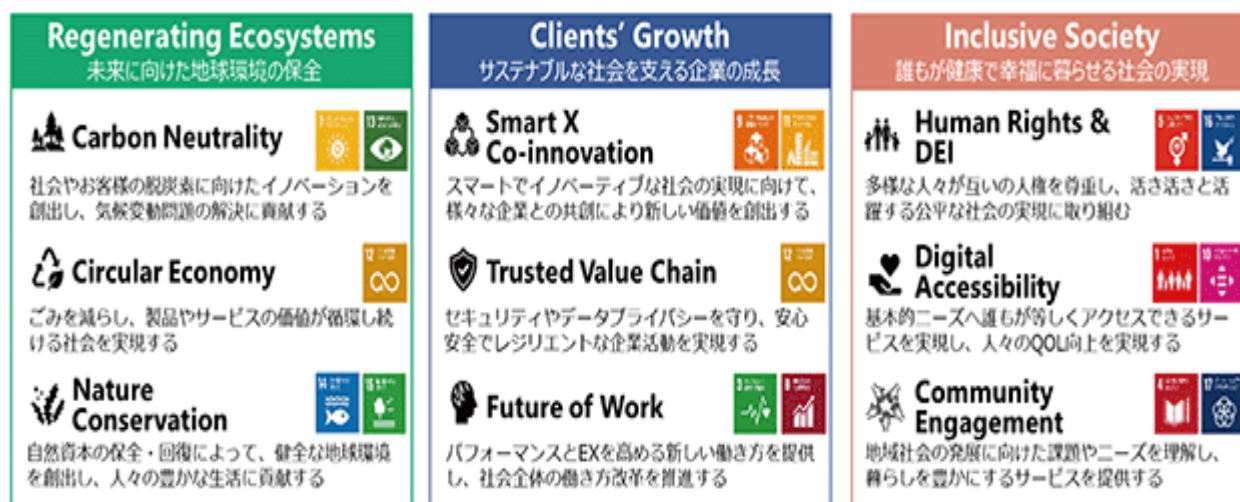 Regenerating Ecosystems
未来に向けた地球環境の保全
Carbon Neutrality
7
13
社会やお客様の脱炭素に向けたイノベーションを
創出し、気候変動問題の解決に貢献する
Circular Economy
12
ごみを減らし、製品やサービスの価値が循環し続
ける社会を実現する
Nature
Conservation
14
15
自然資本の保全・回復によって、健全な地球環境
を創出し、人々の豊かな生活に貢献する
Clients' Growth
サステナブルな社会を支える企業の成長
Smart X
Co-innovation
9
11
スマートでイノベーティブな社会の実現に向けて、
様々な企業との共創により新しい価値を創出する
Trusted Value Chain
12
セキュリティやデータプライバシーを守り、安心
安全でレジリエントな企業活動を実現する
Future of Work
3
8
パフォーマンスとEXを高める新しい働き方を提供
し、社会全体の働き方改革を推進する
Inclusive Society
誰もが健康で幸福に暮らせる社会の実現
Human Rights &
DEI
5
16
多様な人々が互いの人権を尊重し、活き活きと活
躍する公平な社会の実現に取り組む
Digital
Accessibility
1
10
基本的ニーズへ誰もが等しくアクセスできるサー
ビスを実現し、人々のQOL向上を実現する
Community
Engagement
4
17
地域社会の発展に向けた課題やニーズを理解し、
暮らしを豊かにするサービスを提供する